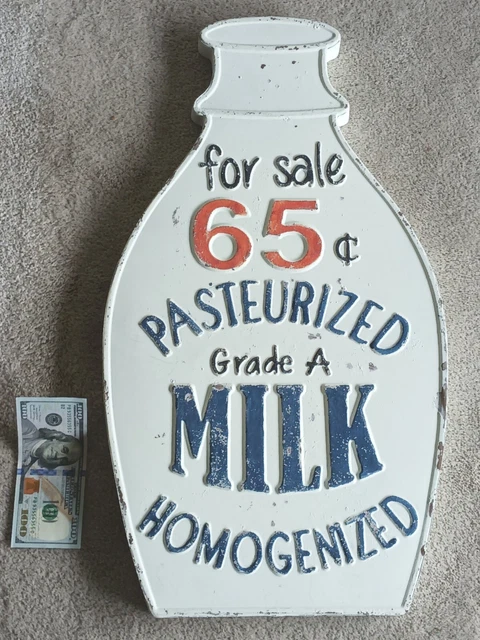 for sale
65¢
PASTEURIZED
Grade A
MILK
HOMOGENIZED
100